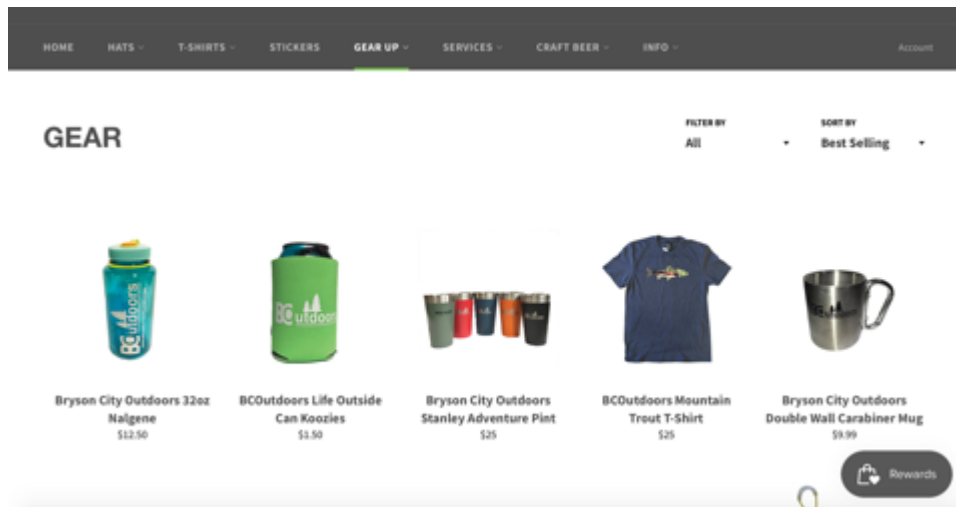 HOME HATS T-SHIRTS STICKERS GEAR UP SERVICES CRAFT BEER INFO Account
GEAR
FILTER BY SORT BY
All Best Selling
BCOutdoors
BCOutdoors
Bryson City Outdoors 32oz
Nalgene
$12.50
BCOutdoors Life Outside
Can Koozies
$1.50
Bryson City Outdoors
Stanley Adventure Pint
$25
BCOutdoors Mountain
Trout T-Shirt
$25
Bryson City Outdoors
Double Wall Carabiner Mug
$9.99
Rewards